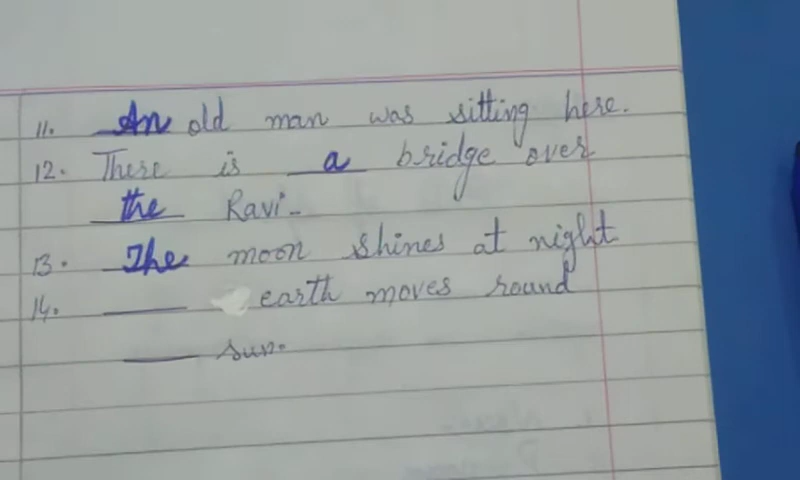 11. An old man was sitting here.
12. There is a bridge over
the Ravi.
13. The moon shines at night
14. ____ earth moves round
____ sun.